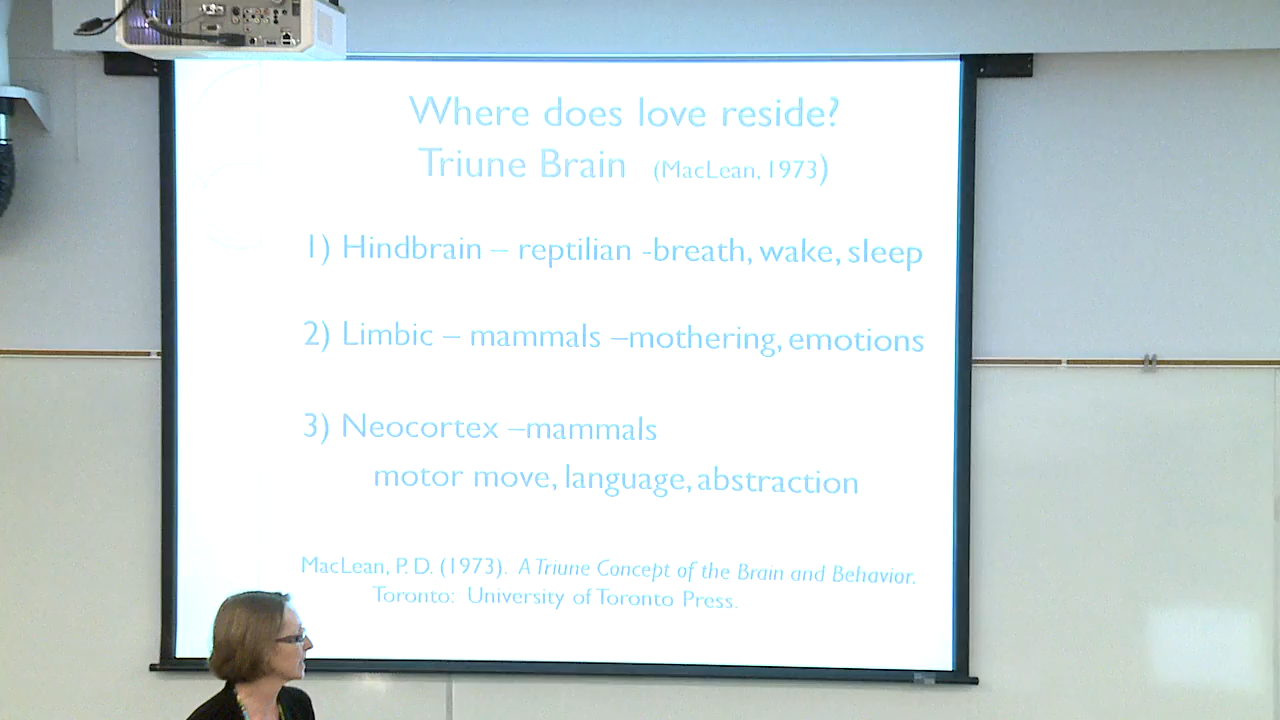 Where does love reside?
Triune Brain (MacLean, 1973)
1) Hindbrain – reptilian -breath, wake, sleep
2) Limbic – mammals –mothering, emotions
3) Neocortex –mammals
motor move, language, abstraction
MacLean, P. D. (1973). A Triune Concept of the Brain and Behavior.
Toronto: University of Toronto Press.